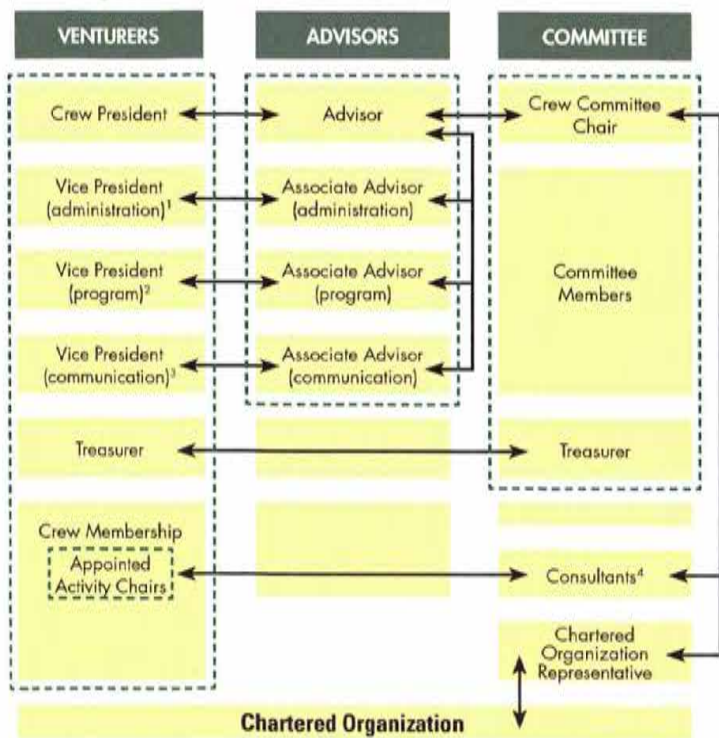 VENTURERS
ADVISORS
COMMITTEE
Crew President
Advisor
Crew Committee
Chair
Vice President
(administration)¹
Associate Advisor
(administration)
Vice President
(program)²
Associate Advisor
(program)
Committee
Members
Vice President
(communication)³
Associate Advisor
(communication)
Treasurer
Treasurer
Crew Membership
Appointed
Activity Chairs
Consultants⁴
Chartered
Organization
Representative
Chartered Organization